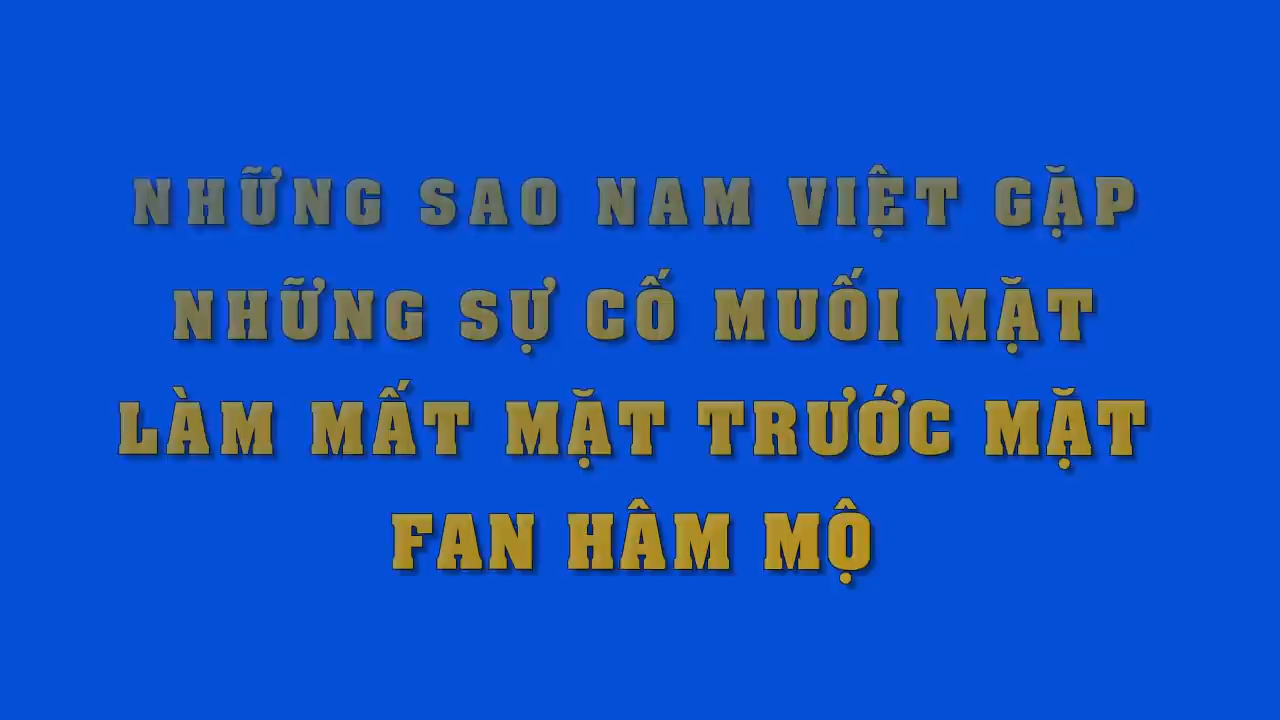 NHỮNG SAO NAM VIỆT GẶP
NHỮNG SỰ CỐ MUỐI MẶT
LÀM MẤT MẶT TRƯỚC MẶT
FAN HÂM MỘ